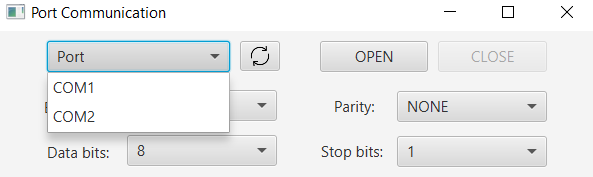 Port Communication
Port
OPEN
CLOSE
COM1
COM2
Parity:
NONE
Data bits:
8
Stop bits:
1